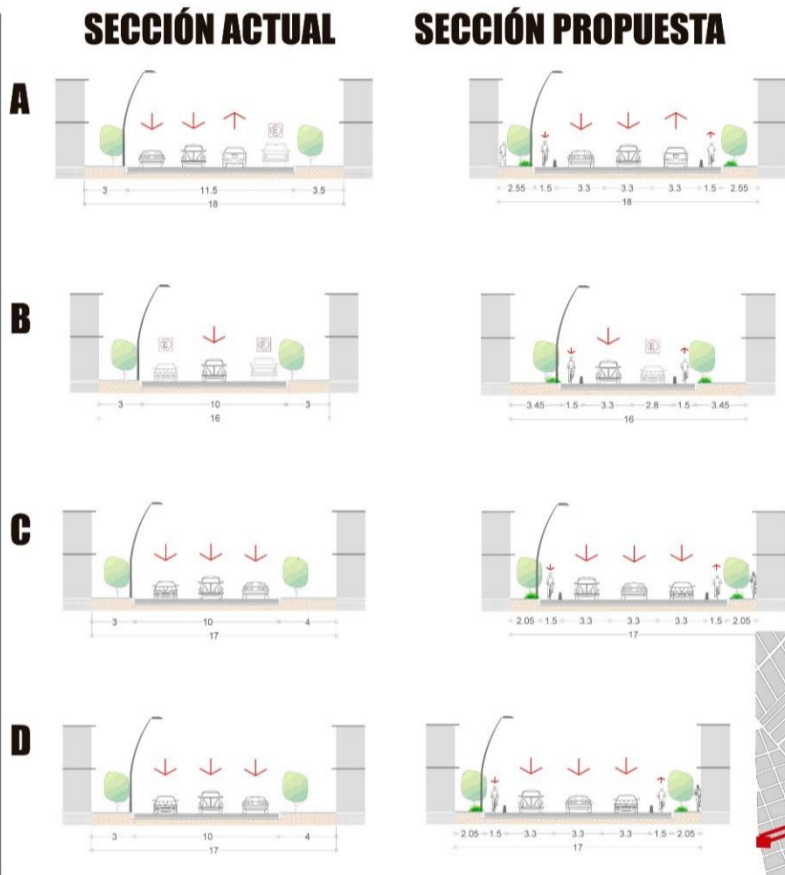 SECCIÓN ACTUAL
SECCIÓN PROPUESTA
A
E
3 11.5 3.5
18
2.55 1.5 3.3 3.3 3.3 1.5 2.55
18
B
E E
3 10 3
16
E
3.45 1.5 3.3 2.8 1.5 3.45
16
C
3 10 4
17
2.05 1.5 3.3 3.3 3.3 1.5 2.05
17
D
3 10 4
17
2.05 1.5 3.3 3.3 3.3 1.5 2.05
17